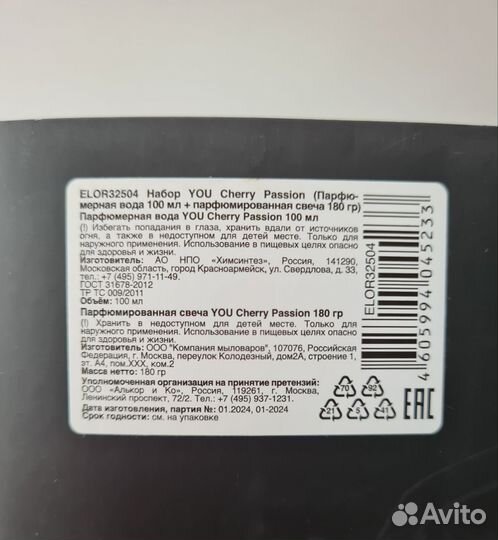 ELOR32504 Набор YOU Cherry Passion (Парфю-
мерная вода 100 мл + парфюмированная свеча 180 гр)
Парфюмерная вода YOU Cherry Passion 100 мл
(!) Избегать попадания в глаза, хранить вдали от источников
огня, а также в недоступном для детей месте. Только для
наружного применения. Использование в пищевых целях опасно
для здоровья и жизни.
Изготовитель: АО НПО «Химсинтез», Россия, 141290,
Московская область, город Красноармейск, ул. Свердлова, д. 33,
тел.: +7 (495) 971-11-49.
ГОСТ 31678-2012
ТР ТС 009/2011
Объём: 100 мл
Парфюмированная свеча YOU Cherry Passion 180 гр
(!) Хранить в недоступном для детей месте. Только для
наружного применения. Использование в пищевых целях опасно
для здоровья и жизни.
Изготовитель: ООО "Компания мыловаров", 107076, Российская
Федерация, г. Москва, переулок Колодезный, дом2А, строение 1,
эт. А4, пом.XXX, ком.2
Масса нетто: 180 гр
Уполномоченная организация на принятие претензий:
ООО «Алькор и Ко», Россия, 119261, г. Москва,
Ленинский проспект, 72/2. Тел.: +7 (495) 937-1231.
Дата изготовления, партия №: 01.2024, 01-2024
Срок годности: см. на упаковке
ELOR32504
4 605994 045233
70
92
21
5
41
EAC
Avito